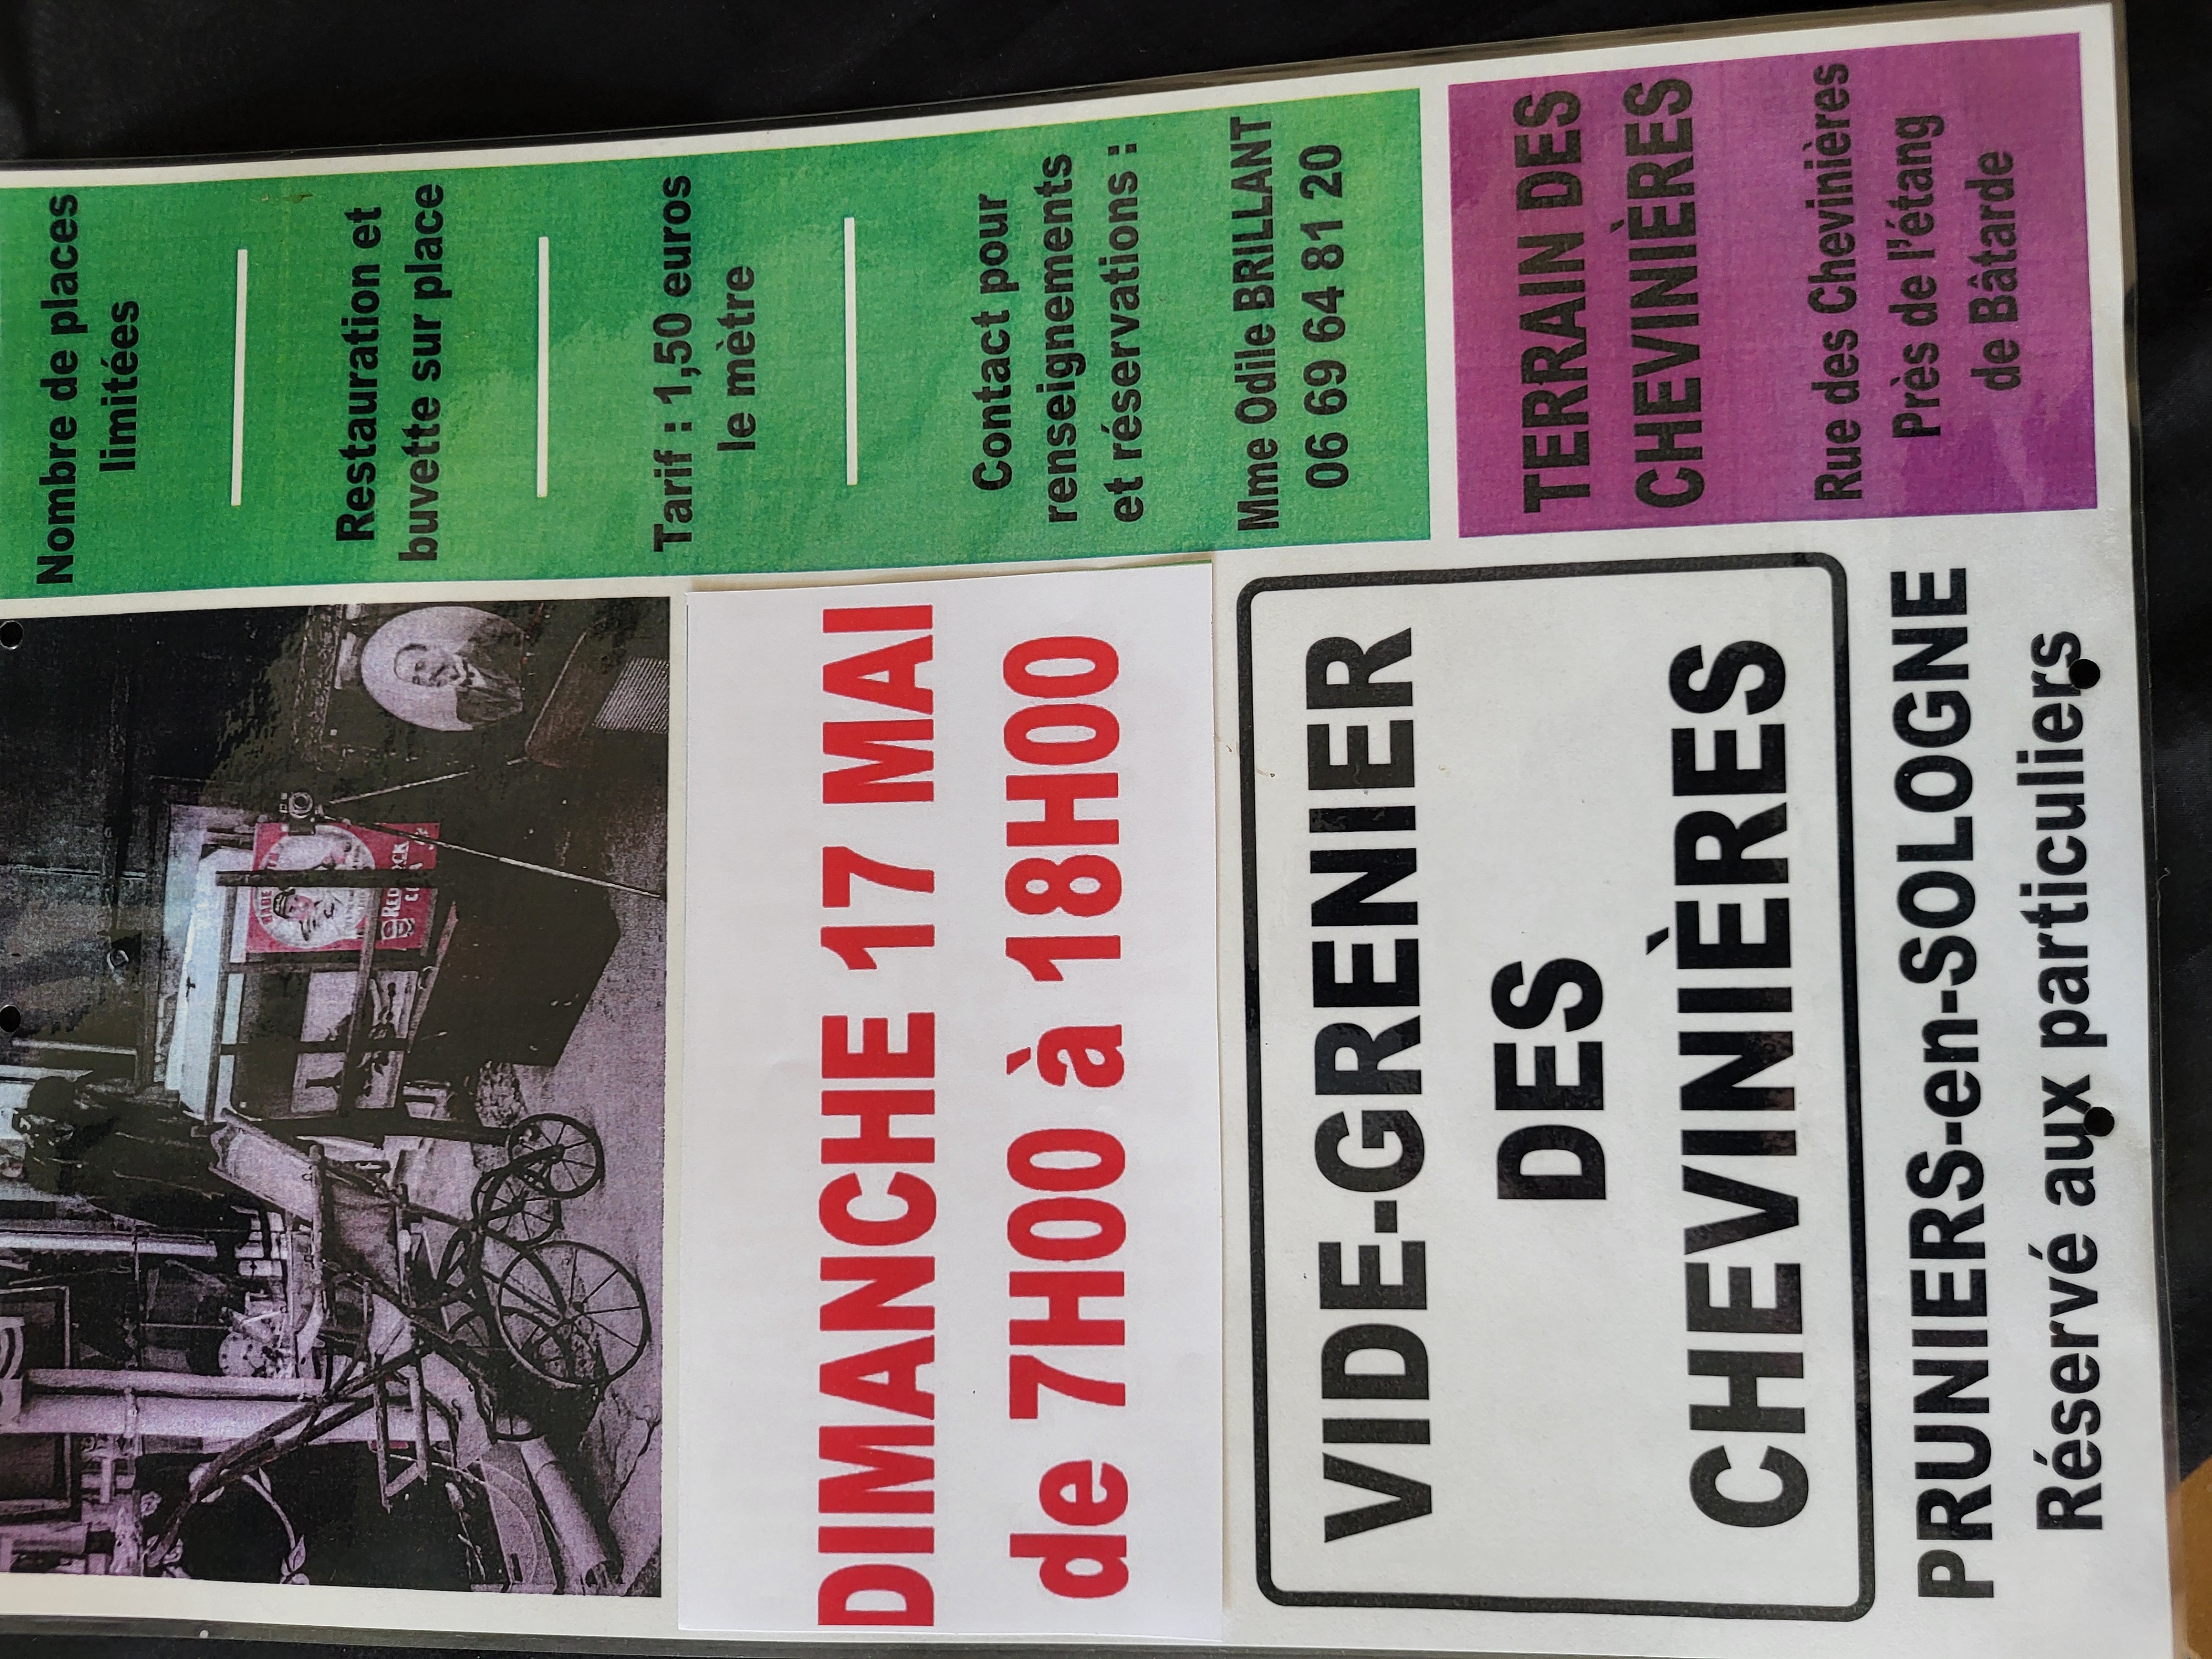 DIMANCHE 17 MAI
de 7H00 à 18H00
VIDE-GRENIER
DES
CHEVINIÈRES
PRUNIERS-en-SOLOGNE
Réservé aux particuliers
Nombre de places
limitées
Restauration et
buvette sur place
Tarif : 1,50 euros
le mètre
Contact pour
renseignements
et réservations :
Mme Odile BRILLANT
06 69 64 81 20
TERRAIN DES
CHEVINIÈRES
Rue des Chevinières
Près de l'étang
de Bâtarde